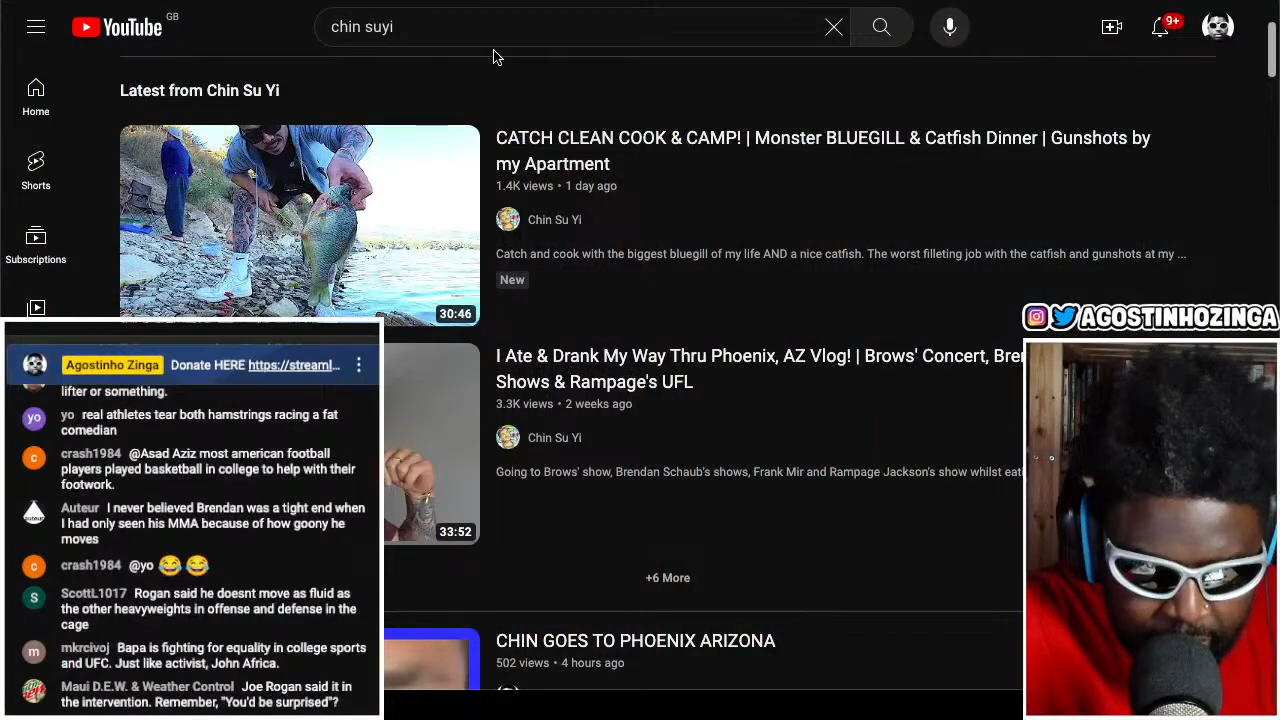 YouTube
GB
chin suyi
9+
Home
Shorts
Subscriptions
Latest from Chin Su Yi
CATCH CLEAN COOK & CAMP! | Monster BLUEGILL & Catfish Dinner | Gunshots by
my Apartment
1.4K views • 1 day ago
Chin Su Yi
Catch and cook with the biggest bluegill of my life AND a nice catfish. The worst filleting job with the catfish and gunshots at my ...
New
30:46
I Ate & Drank My Way Thru Phoenix, AZ Vlog! | Brows' Concert,
Shows & Rampage's UFL
3.3K views • 2 weeks ago
Chin Su Yi
Going to Brows' show, Brendan Schaub's shows, Frank Mir and Rampage Jackson's show whilst
33:52
+6 More
CHIN GOES TO PHOENIX ARIZONA
502 views • 4 hours ago
Agostinho Zinga Donate HERE https://streaml...
lifter or something.
yo yo real athletes tear both hamstrings racing a fat
comedian
c crash1984 @Asad Aziz most american football
players played basketball in college to help with their
footwork.
auteur Auteur I never believed Brendan was a tight end when
I had only seen his MMA because of how goony he
moves
c crash1984 @yo 😂😂
S ScottL1017 Rogan said he doesnt move as fluid as
the other heavyweights in offense and defense in the
cage
m mkrcivoj Bapa is fighting for equality in college sports
and UFC. Just like activist, John Africa.
Maui D.E.W. & Weather Control Joe Rogan said it in
the intervention. Remember, "You'd be surprised"?
AGOSTINHOZINGA